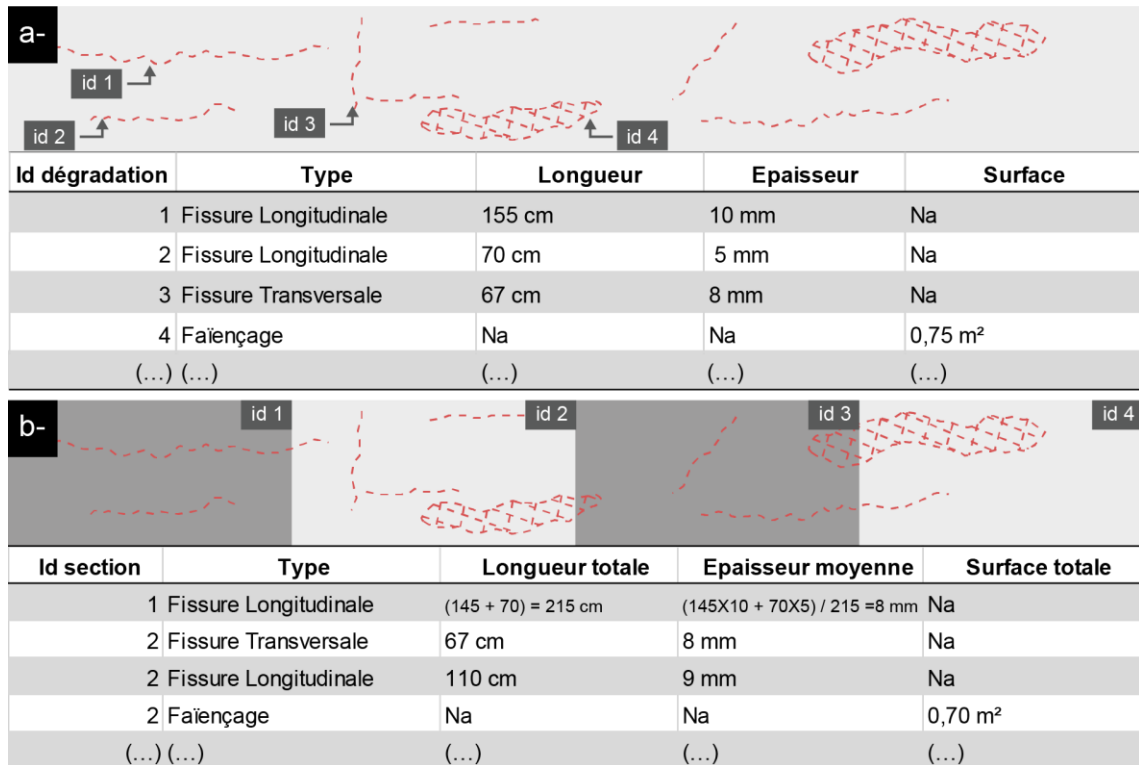 a-
id 1
id 2
id 3
id 4
Id dégradation Type Longueur Epaisseur Surface
1 Fissure Longitudinale 155 cm 10 mm Na
2 Fissure Longitudinale 70 cm 5 mm Na
3 Fissure Transversale 67 cm 8 mm Na
4 Faïençage Na Na 0,75 m²
(…) (…) (…) (…) (…)
b-
id 1 id 2 id 3 id 4
Id section Type Longueur totale Epaisseur moyenne Surface totale
1 Fissure Longitudinale (145 + 70) = 215 cm (145X10 + 70X5) / 215 =8 mm Na
2 Fissure Transversale 67 cm 8 mm Na
2 Fissure Longitudinale 110 cm 9 mm Na
2 Faïençage Na Na 0,70 m²
(…) (…) (…) (…) (…)